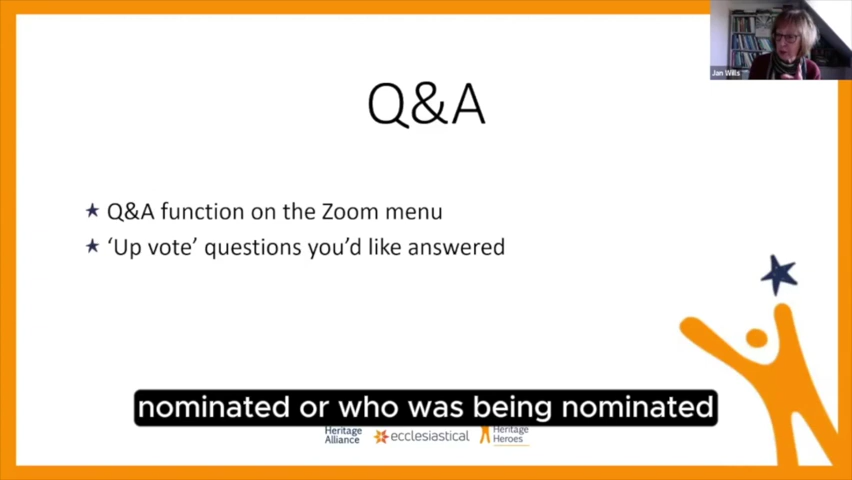 Jan Wills
Q&A
Q&A function on the Zoom menu
‘Up vote’ questions you’d like answered
nominated or who was being nominated
Heritage
Alliance
ecclesiastical
Heritage
Heroes